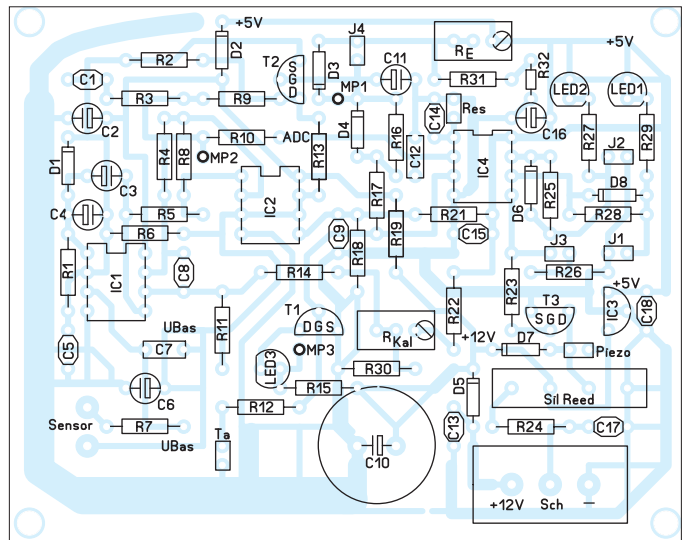 +5V
J4
RE
+5V
D2
R2
T2
S
G
D
D3
C11
R31
R32
C1
MP1
LED2
LED1
R3
R9
C14
Res
C2
D4
R16
C16
R27
R29
R10
ADC
R13
R4
R8
MP2
C12
IC4
J2
D1
C3
R17
D6
R25
D8
IC2
C4
R5
R19
R21
R28
R6
C9
R18
C15
J3
J1
R1
IC1
C8
R14
R26
R23
+5V
T1
R22
T3
IC3
C18
R11
DGS
RKal
SGD
UBas
+12V
C5
C7
MP3
D7
Piezo
LED3
R30
C6
R15
D5
Sil Reed
R12
Sensor
R7
Ta
C13
R24
C17
UBas
C10
+12V
Sch
—